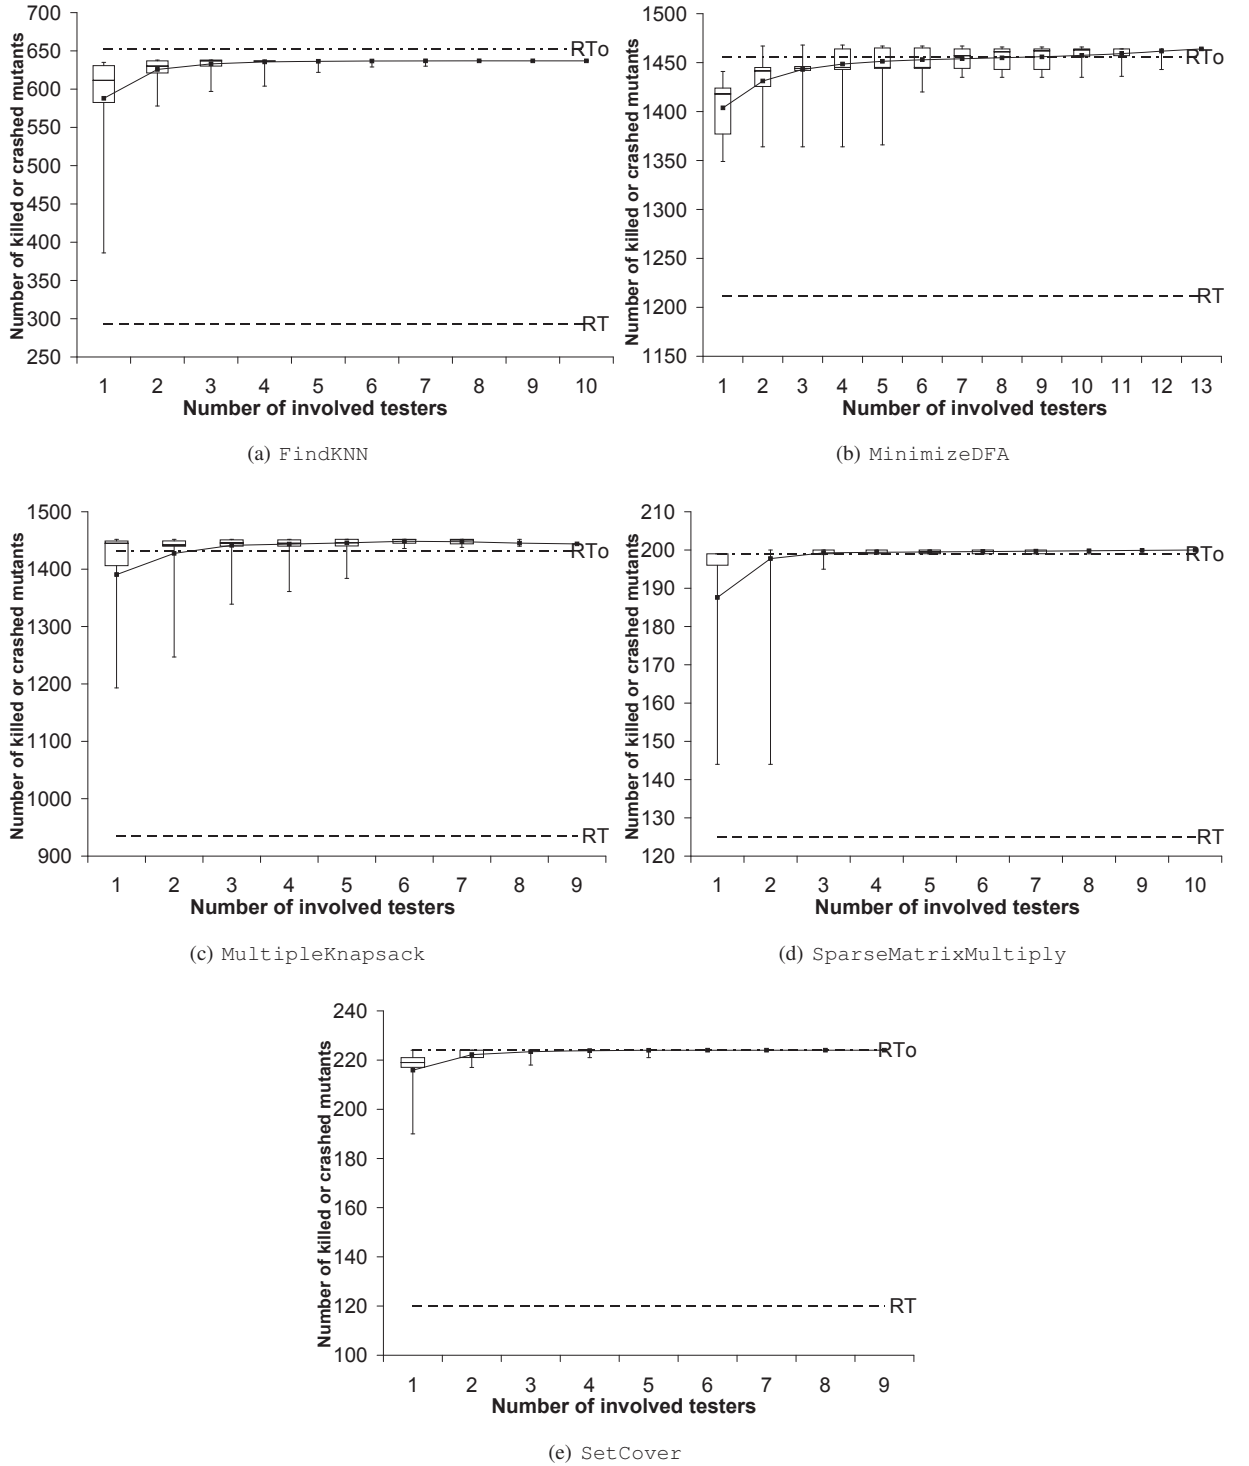 Number of killed or crashed mutants
700
650
600
550
500
450
400
350
300
250
RTo
RT
1 2 3 4 5 6 7 8 9 10
Number of involved testers
(a) FindKNN
Number of killed or crashed mutants
1500
1450
1400
1350
1300
1250
1200
1150
RTo
RT
1 2 3 4 5 6 7 8 9 10 11 12 13
Number of involved testers
(b) MinimizeDFA
Number of killed or crashed mutants
1500
1400
1300
1200
1100
1000
900
RTo
RT
1 2 3 4 5 6 7 8 9
Number of involved testers
(c) MultipleKnapsack
Number of killed or crashed mutants
210
200
190
180
170
160
150
140
130
120
RTo
RT
1 2 3 4 5 6 7 8 9 10
Number of involved testers
(d) SparseMatrixMultiply
Number of killed or crashed mutants
240
220
200
180
160
140
120
100
RTo
RT
1 2 3 4 5 6 7 8 9
Number of involved testers
(e) SetCover